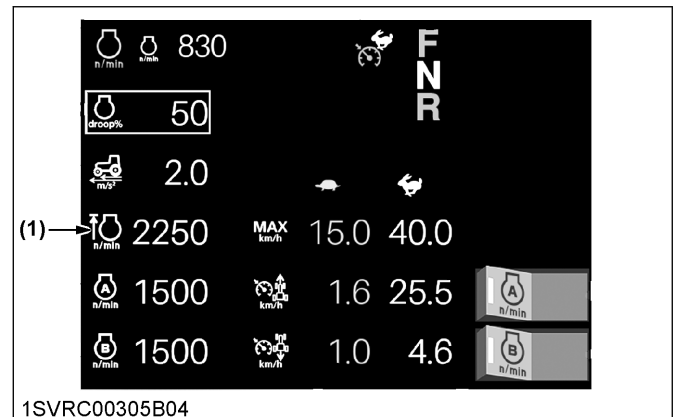 n/min n/min 830 F
N
droop% 50 R
m/s² 2.0
(1) n/min 2250 MAX km/h 15.0 40.0
A n/min 1500 km/h 1.6 25.5 A n/min
B n/min 1500 km/h 1.0 4.6 B n/min
1SVRC00305B04